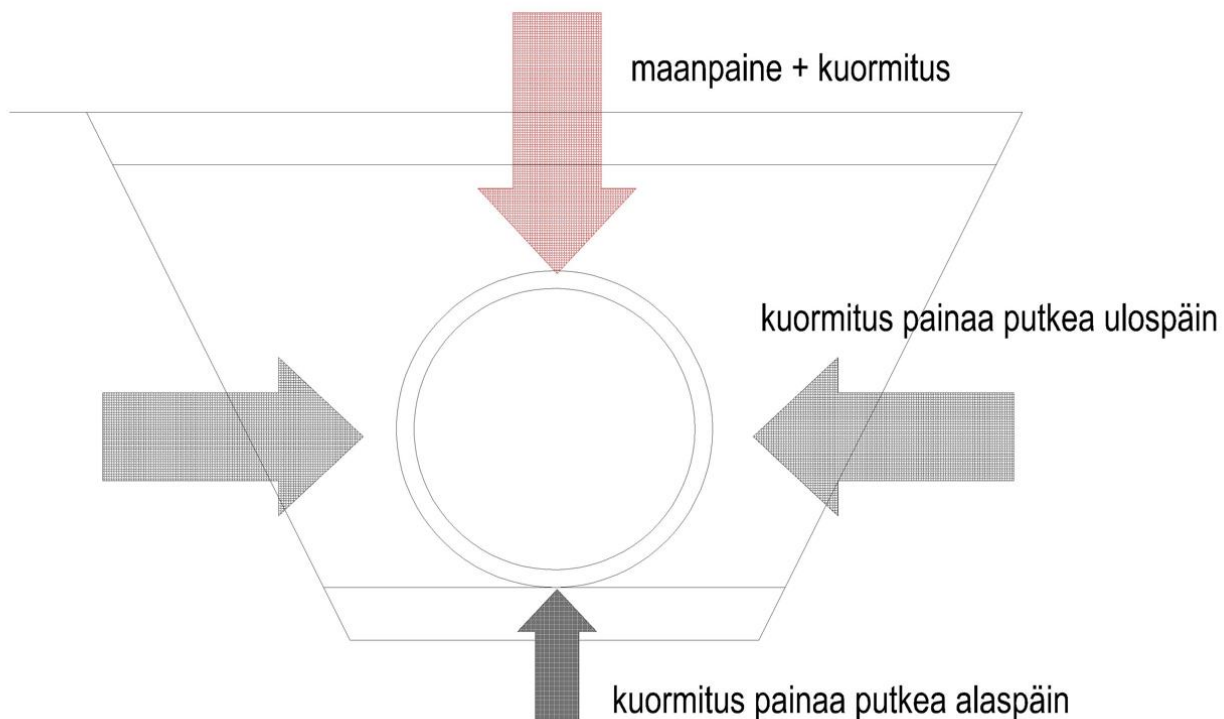 maanpaine + kuormitus
kuormitus painaa putkea ulospäin
kuormitus painaa putkea alaspäin